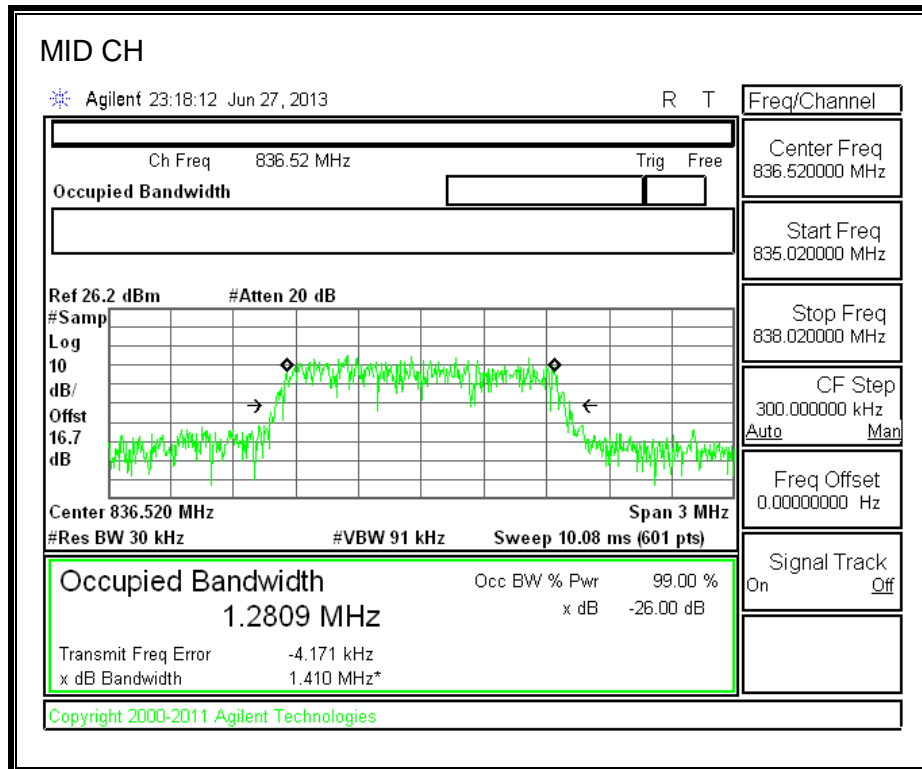 MID CH
Agilent 23:18:12 Jun 27, 2013 R T
Freq/Channel
Ch Freq 836.52 MHz Trig Free
Occupied Bandwidth
Center Freq
836.520000 MHz
Start Freq
835.020000 MHz
Stop Freq
838.020000 MHz
CF Step
300.000000 kHz
Auto Man
Freq Offset
0.00000000 Hz
Signal Track
On Off
Ref 26.2 dBm #Atten 20 dB
#Samp
Log
10
dB/
Offst
16.7
dB
Center 836.520 MHz Span 3 MHz
#Res BW 30 kHz #VBW 91 kHz Sweep 10.08 ms (601 pts)
Occupied Bandwidth Occ BW % Pwr 99.00 %
1.2809 MHz x dB -26.00 dB
Transmit Freq Error -4.171 kHz
x dB Bandwidth 1.410 MHz*
Copyright 2000-2011 Agilent Technologies